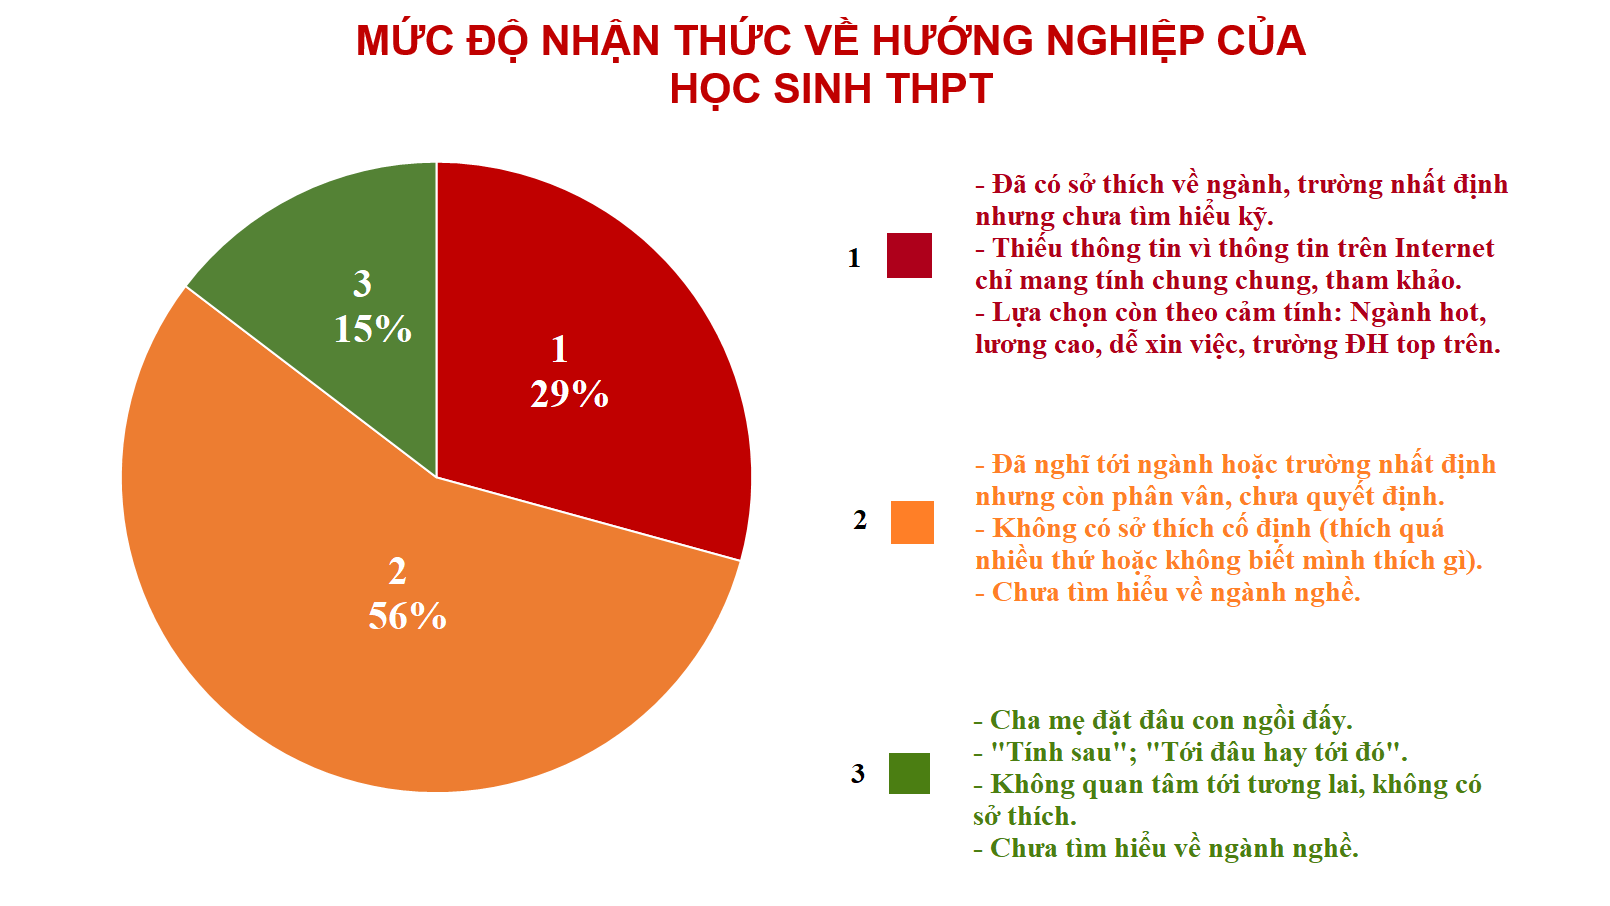 MỨC ĐỘ NHẬN THỨC VỀ HƯỚNG NGHIỆP CỦA
HỌC SINH THPT
3
15%
1
29%
2
56%
1
- Đã có sở thích về ngành, trường nhất định
nhưng chưa tìm hiểu kỹ.
- Thiếu thông tin vì thông tin trên Internet
chỉ mang tính chung chung, tham khảo.
- Lựa chọn còn theo cảm tính: Ngành hot,
lương cao, dễ xin việc, trường ĐH top trên.
2
- Đã nghĩ tới ngành hoặc trường nhất định
nhưng còn phân vân, chưa quyết định.
- Không có sở thích cố định (thích quá
nhiều thứ hoặc không biết mình thích gì).
- Chưa tìm hiểu về ngành nghề.
3
- Cha mẹ đặt đâu con ngồi đấy.
- "Tính sau"; "Tới đâu hay tới đó".
- Không quan tâm tới tương lai, không có
sở thích.
- Chưa tìm hiểu về ngành nghề.